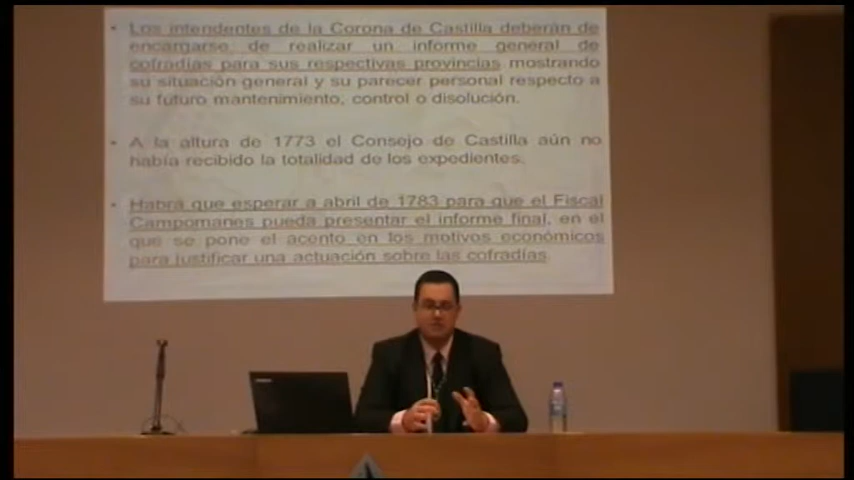 • Los intendentes de la Corona de Castilla deberán de
encargarse de realizar un informe general de
cofradías para sus respectivas provincias mostrando
su situación general y su parecer personal respecto a
su futuro mantenimiento, control o disolución.
• A la altura de 1773 el Consejo de Castilla aún no
había recibido la totalidad de los expedientes.
• Habrá que esperar a abril de 1783 para que el Fiscal
Campomanes pueda presentar el informe final, en el
que se pone el acento en los motivos económicos
para justificar una actuación sobre las cofradías.